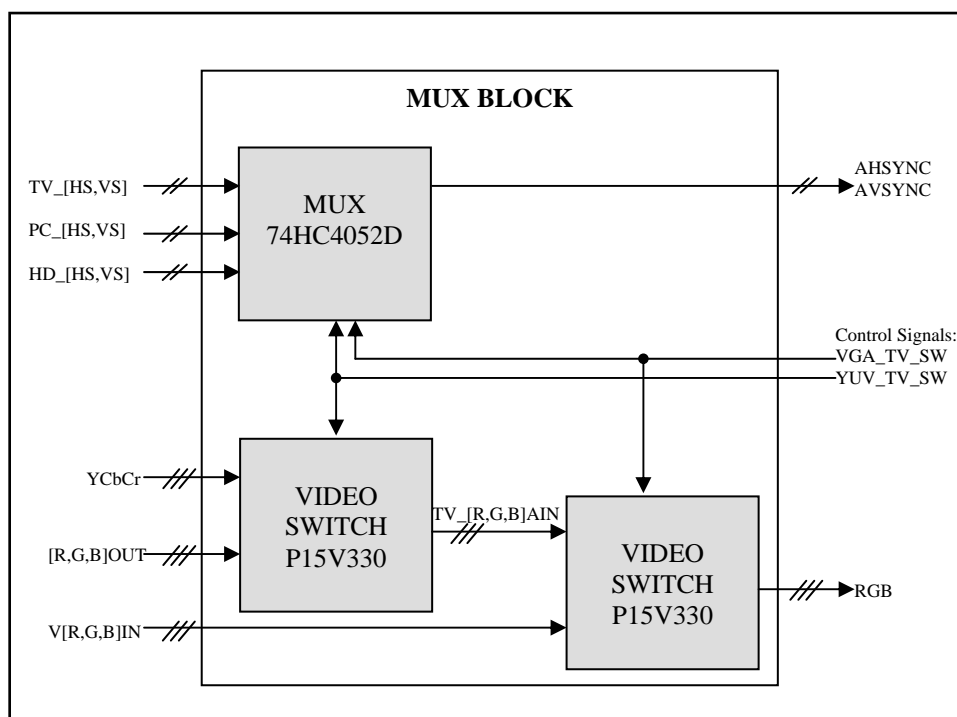 MUX BLOCK
TV_[HS,VS]
PC_[HS,VS]
HD_[HS,VS]
MUX
74HC4052D
AHSYNC
AVSYNC
Control Signals:
VGA_TV_SW
YUV_TV_SW
YCbCr
[R,G,B]OUT
V[R,G,B]IN
VIDEO
SWITCH
P15V330
TV_[R,G,B]AIN
VIDEO
SWITCH
P15V330
RGB